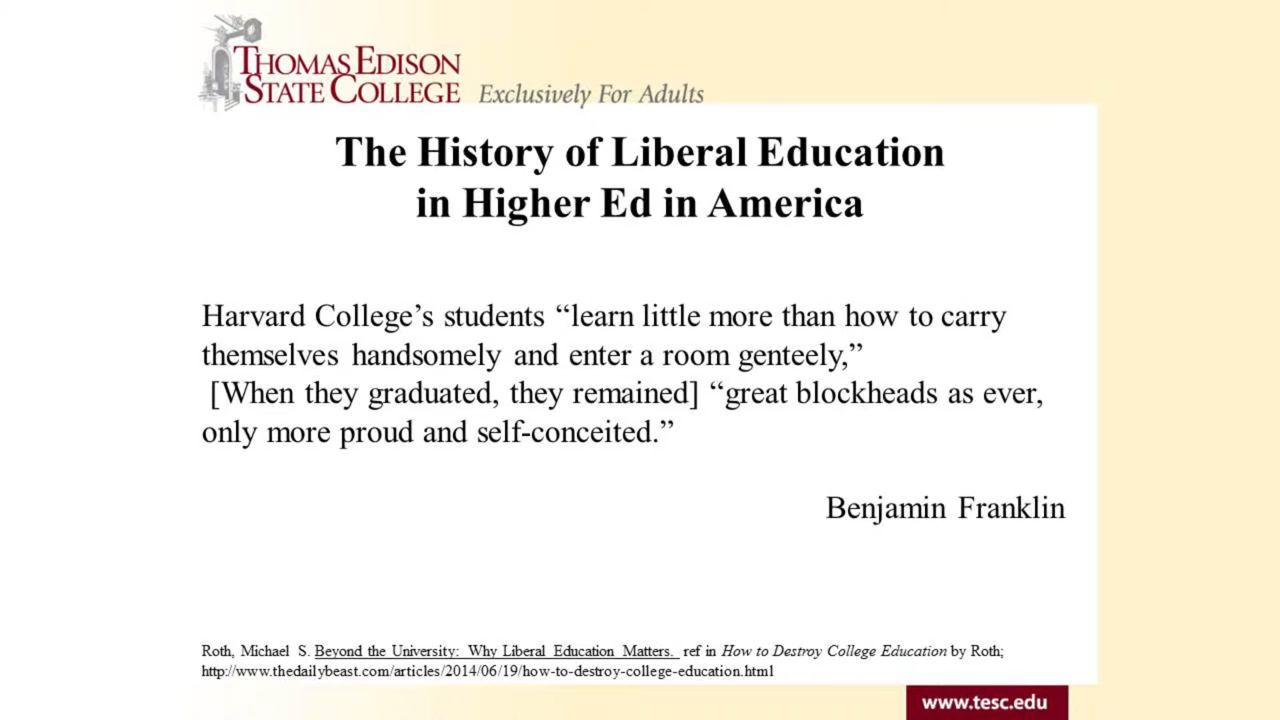 THOMAS EDISON
STATE COLLEGE Exclusively For Adults
The History of Liberal Education
in Higher Ed in America
Harvard College’s students “learn little more than how to carry
themselves handsomely and enter a room genteely,”
[When they graduated, they remained] “great blockheads as ever,
only more proud and self-conceited.”
Benjamin Franklin
Roth, Michael S. Beyond the University: Why Liberal Education Matters. ref in How to Destroy College Education by Roth;
http://www.thedailybeast.com/articles/2014/06/19/how-to-destroy-college-education.html
www.tesc.edu